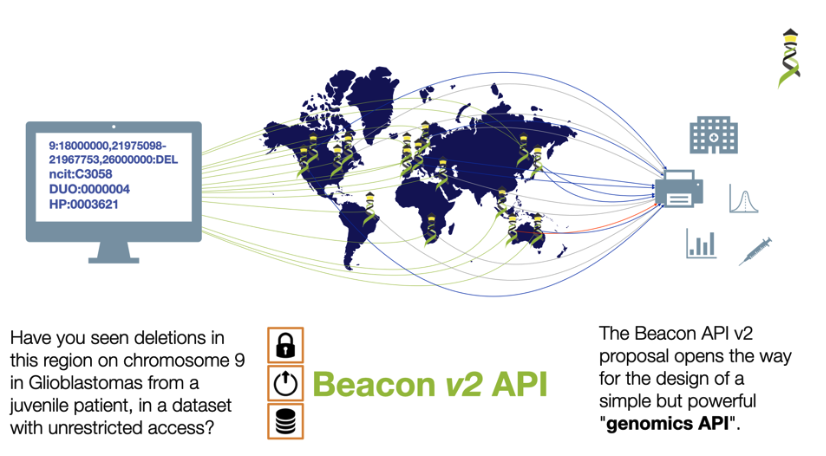 9:18000000,21975098-
21967753,26000000:DEL
ncit:C3058
DUO:0000004
HP:0003621
Have you seen deletions in
this region on chromosome 9
in Glioblastomas from a
juvenile patient, in a dataset
with unrestricted access?
Beacon v2 API
The Beacon API v2
proposal opens the way
for the design of a
simple but powerful
"genomics API".